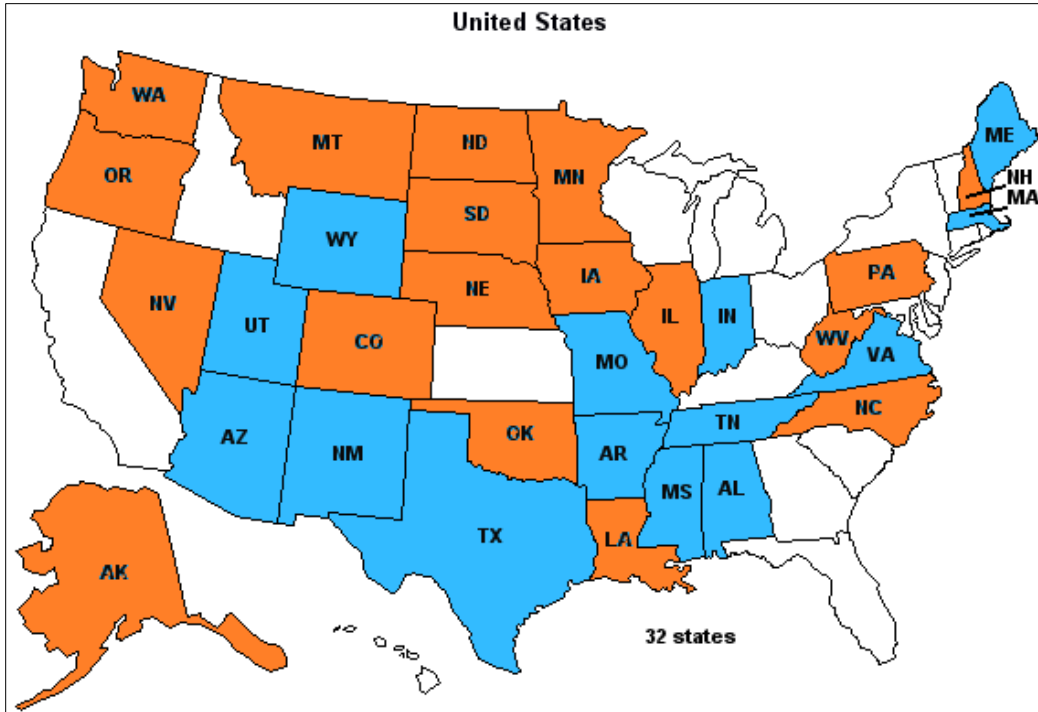 United States
WA
MT
ND
ME
MN
OR
NH
MA
SD
WY
PA
IA
NE
NV
IL
IN
UT
CO
WV
VA
MO
NC
TN
OK
AZ
NM
AR
MS
AL
TX
LA
AK
32 states